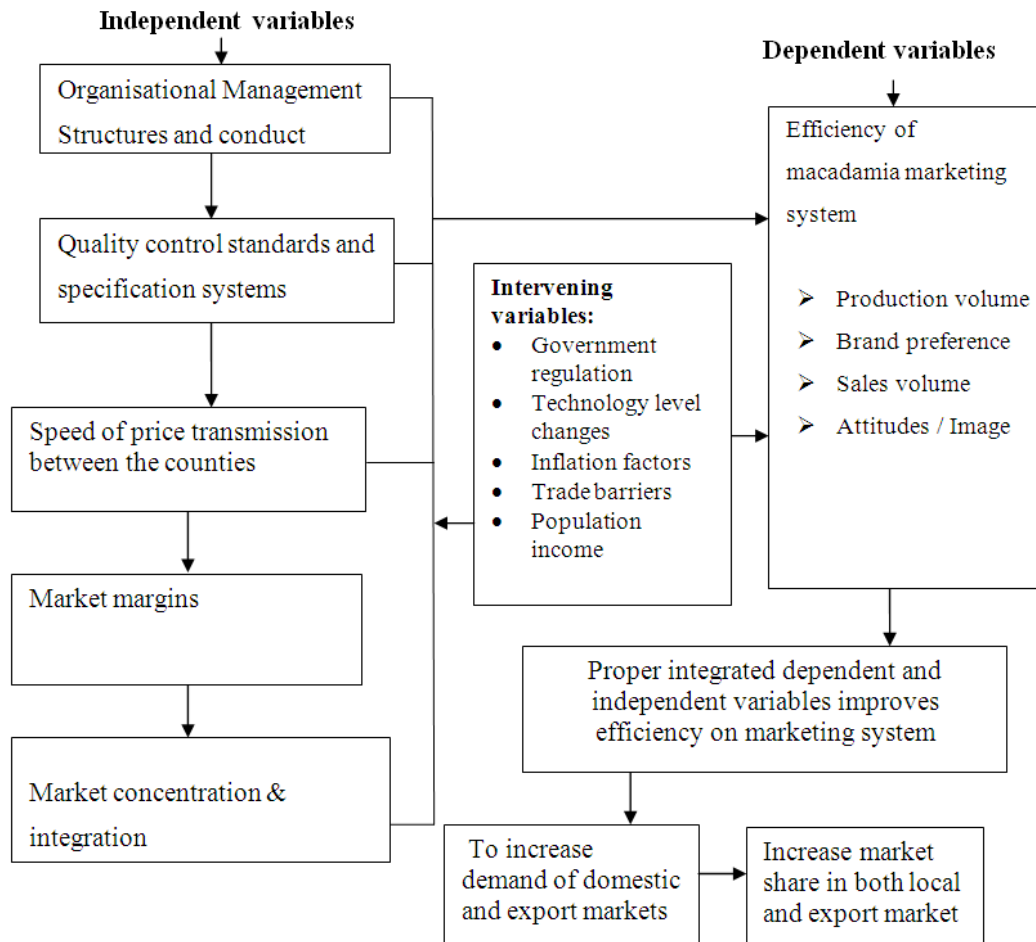 Independent variables
Organisational Management
Structures and conduct
Quality control standards and
specification systems
Speed of price transmission
between the counties
Market margins
Market concentration &
integration
Intervening
variables:
• Government
regulation
• Technology level
changes
• Inflation factors
• Trade barriers
• Population
income
Dependent variables
Efficiency of
macadamia marketing
system
➢ Production volume
➢ Brand preference
➢ Sales volume
➢ Attitudes / Image
Proper integrated dependent and
independent variables improves
efficiency on marketing system
To increase
demand of domestic
and export markets
Increase market
share in both local
and export market